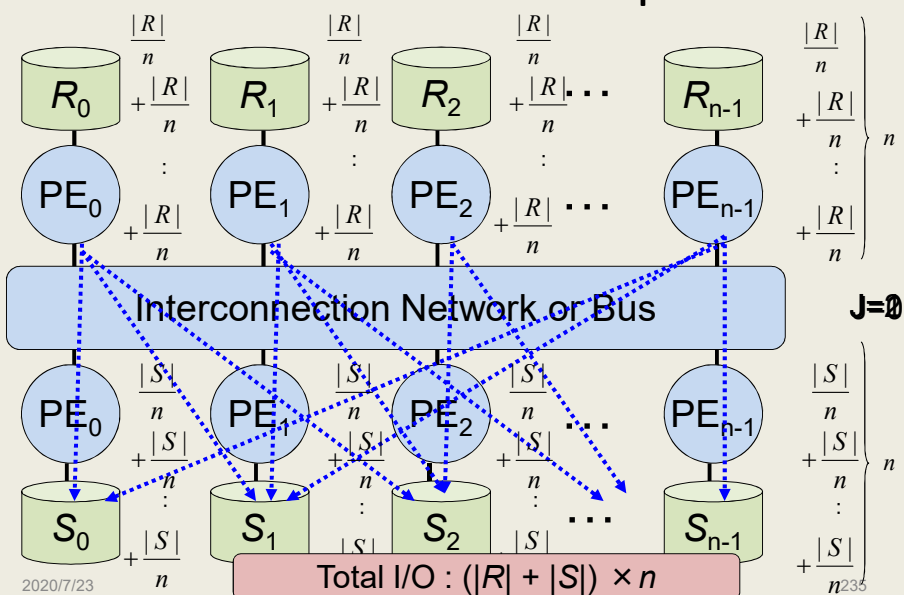 |R|/n |R|/n |R|/n |R|/n
R0 R1 R2 ... Rn-1
+ |R|/n + |R|/n + |R|/n + |R|/n
: : : :
PE0 PE1 PE2 ... PEn-1
n
+ |R|/n + |R|/n + |R|/n + |R|/n
Interconnection Network or Bus
|S|/n |S|/n |S|/n |S|/n
PE0 PE1 PE2 ... PEn-1
+ |S|/n + |S|/n + |S|/n + |S|/n
n
: : : :
S0 S1 S2 ... Sn-1
+ |S|/n |S| |S| + |S|/n
Total I/O : (|R| + |S|) × n
2020/7/23
235